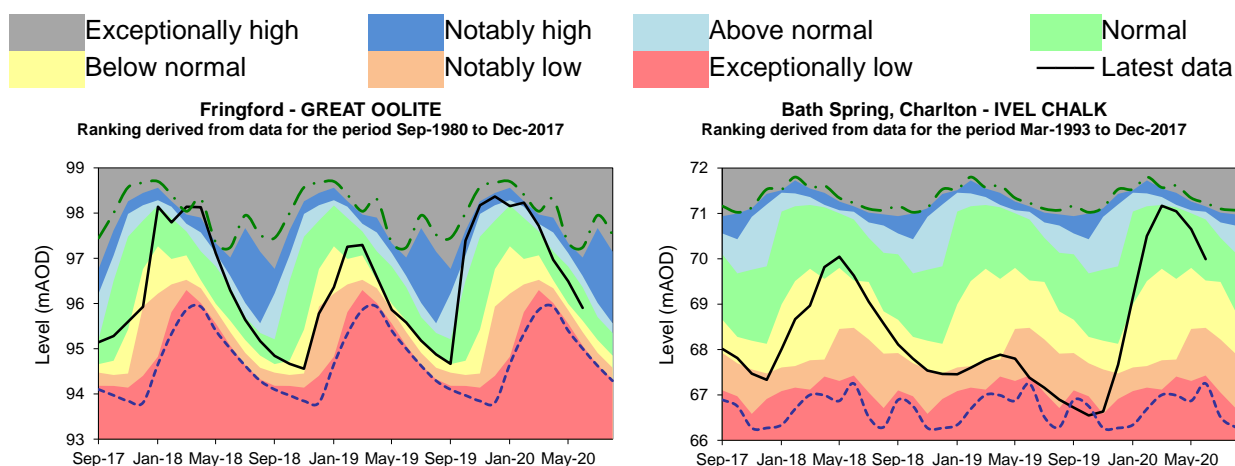 Exceptionally high Notably high Above normal Normal
Below normal Notably low Exceptionally low Latest data
Fringford - GREAT OOLITE
Ranking derived from data for the period Sep-1980 to Dec-2017
Level (mAOD)
99
98
97
96
95
94
93
Sep-17 Jan-18 May-18 Sep-18 Jan-19 May-19 Sep-19 Jan-20 May-20
Bath Spring, Charlton - IVEL CHALK
Ranking derived from data for the period Mar-1993 to Dec-2017
Level (mAOD)
72
71
70
69
68
67
66
Sep-17 Jan-18 May-18 Sep-18 Jan-19 May-19 Sep-19 Jan-20 May-20